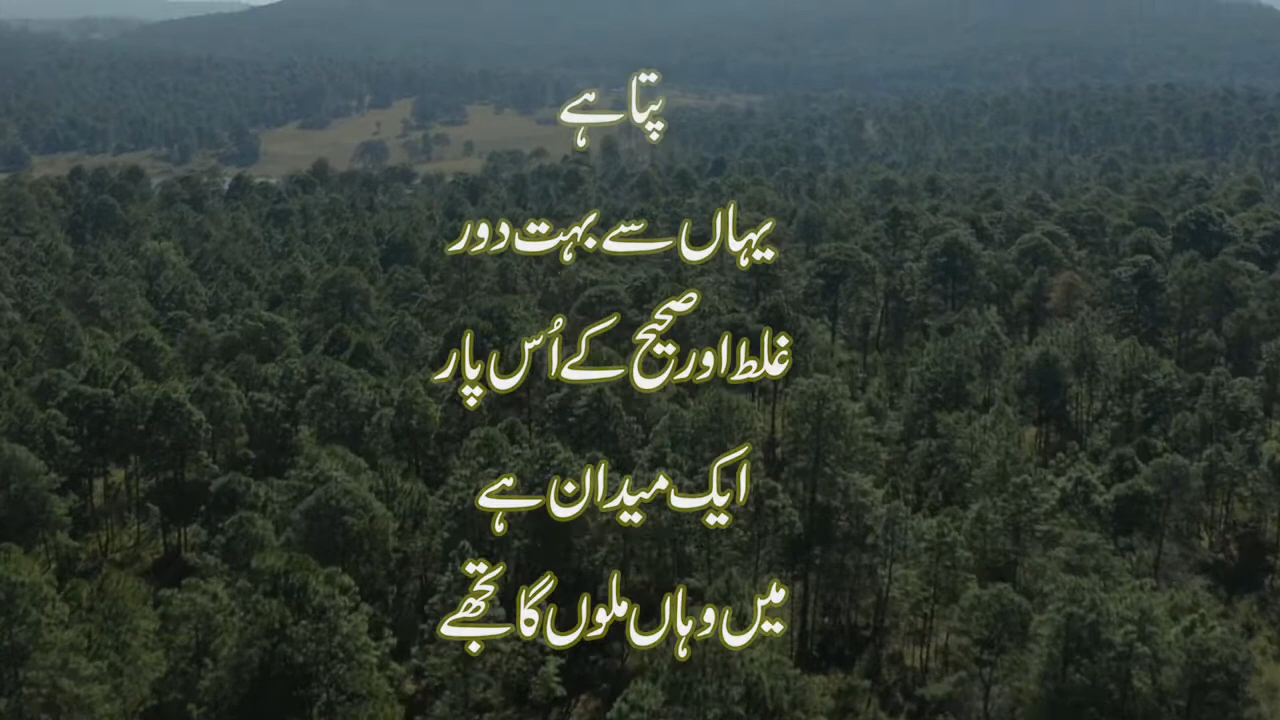 پتا ہے
یہاں سے بہت دور
غلط اور صحیح کے اُس پار
ایک میدان ہے
میں وہاں ملوں گا تجھے